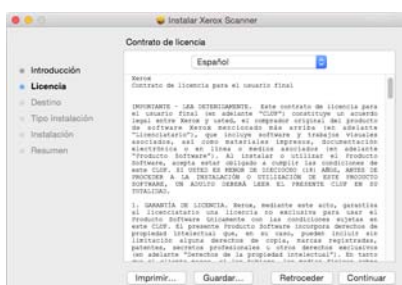 Instalar Xerox Scanner
Contrato de licencia
Español
Introducción
Licencia
Destino
Tipo Instalación
Instalación
Resumen
Xerox
Contrato de licencia para el usuario final
IMPORTANTE - LEA DETENIDAMENTE. Este contrato de licencia para
el usuario final (en adelante "CLUF") constituye un acuerdo
legal entre Xerox y usted, el comprador original del producto
de software Xerox mencionado más arriba (en adelante
"Licenciatario"), que incluye software y trabajos visuales
asociados, así como materiales impresos, documentación
electrónica o en línea o medios asociados (en adelante
"Producto Software"). Al instalar o utilizar el Producto
Software, acepta estar obligado a cumplir las condiciones de
este CLUF. SI USTED ES MENOR DE DIECIOCHO (18) AÑOS, ANTES DE
PROCEDER A LA INSTALACIÓN O UTILIZACIÓN DE ESTE PRODUCTO
SOFTWARE, UN ADULTO DEBERÁ LEER EL PRESENTE CLUF EN SU
TOTALIDAD.
1. GARANTÍA DE LICENCIA. Xerox, mediante este acto, garantiza
al licenciatario una licencia no exclusiva para usar el
Producto Software únicamente con las condiciones sujetas en
este CLUF. El presente Producto Software incorpora derechos de
propiedad intelectual que, en su caso, pueden incluir sin
limitación alguna derechos de copia, marcas registradas,
patentes, secretos profesionales u otros derechos exclusivos
(en adelante "Derechos de la propiedad intelectual"). En tanto
Imprimir...
Guardar...
Retroceder
Continuar